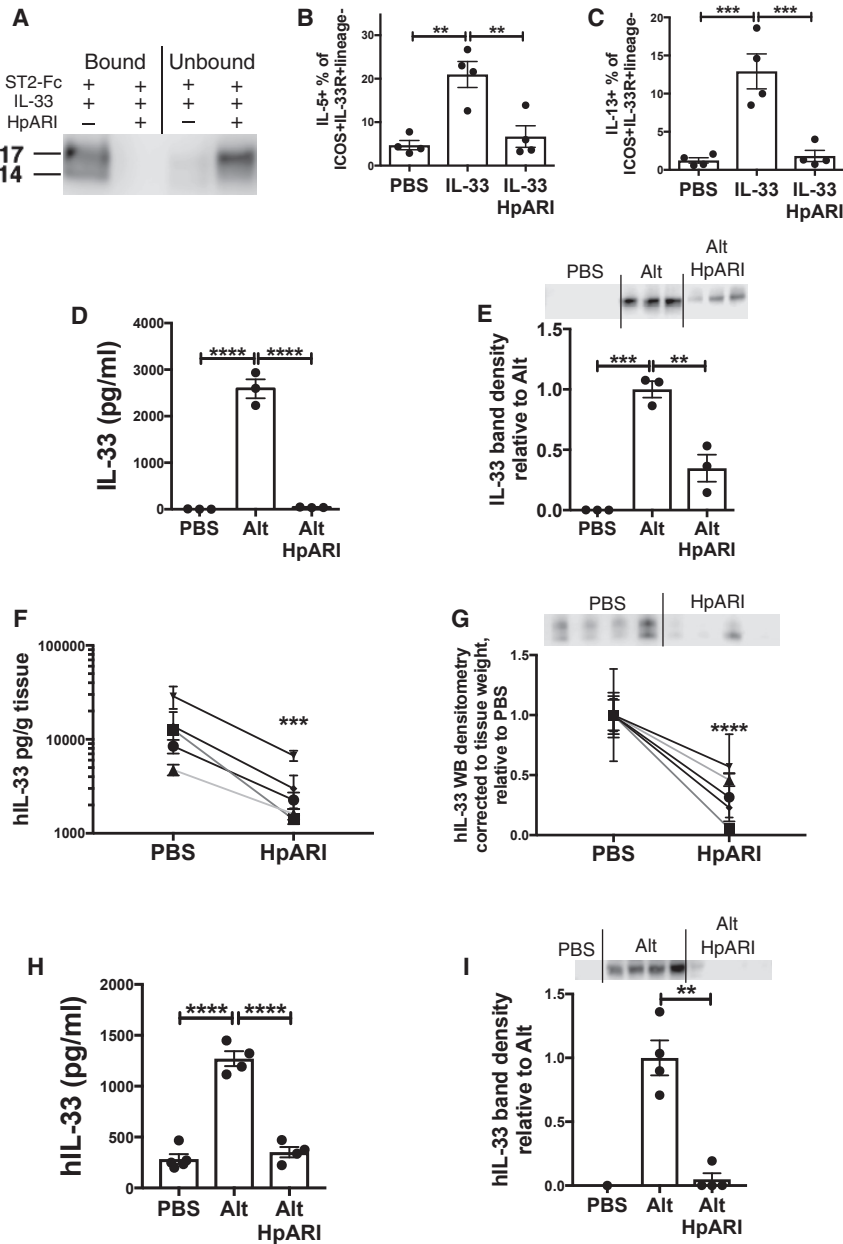 A
Bound Unbound
ST2-Fc + + + +
IL-33 + + + +
HpARI – + – +
17
14
B
IL-5+ % of
ICOS+IL-33R+lineage-
30
20
10
0
** **
PBS IL-33 IL-33
HpARI
C
IL-13+ % of
ICOS+IL-33R+lineage-
20
15
10
5
0
*** ***
PBS IL-33 IL-33
HpARI
D
IL-33 (pg/ml)
4000
3000
2000
1000
0
**** ****
PBS Alt Alt
HpARI
E
PBS Alt Alt
HpARI
IL-33 band density
relative to Alt
1.5
1.0
0.5
0.0
*** **
PBS Alt Alt
HpARI
F
hIL-33 pg/g tissue
100000
10000
1000
***
PBS HpARI
G
PBS HpARI
hIL-33 WB densitometry
corrected to tissue weight,
relative to PBS
1.5
1.0
0.5
0.0
****
PBS HpARI
H
hIL-33 (pg/ml)
2000
1500
1000
500
0
**** ****
PBS Alt Alt
HpARI
I
PBS Alt Alt
HpARI
hIL-33 band density
relative to Alt
1.5
1.0
0.5
0.0
**
PBS Alt Alt
HpARI